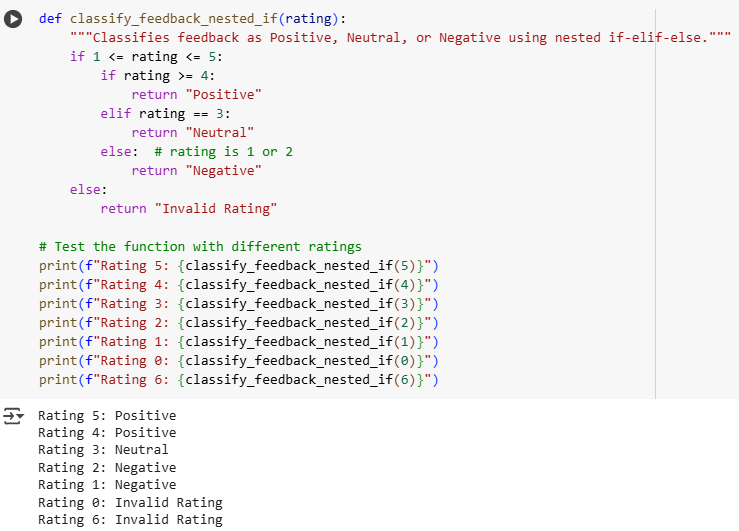 def classify_feedback_nested_if(rating):
    """Classifies feedback as Positive, Neutral, or Negative using nested if-elif-else."""
    if 1 <= rating <= 5:
        if rating >= 4:
            return "Positive"
        elif rating == 3:
            return "Neutral"
        else:  # rating is 1 or 2
            return "Negative"
    else:
        return "Invalid Rating"

# Test the function with different ratings
print(f"Rating 5: {classify_feedback_nested_if(5)}")
print(f"Rating 4: {classify_feedback_nested_if(4)}")
print(f"Rating 3: {classify_feedback_nested_if(3)}")
print(f"Rating 2: {classify_feedback_nested_if(2)}")
print(f"Rating 1: {classify_feedback_nested_if(1)}")
print(f"Rating 0: {classify_feedback_nested_if(0)}")
print(f"Rating 6: {classify_feedback_nested_if(6)}")

Rating 5: Positive
Rating 4: Positive
Rating 3: Neutral
Rating 2: Negative
Rating 1: Negative
Rating 0: Invalid Rating
Rating 6: Invalid Rating